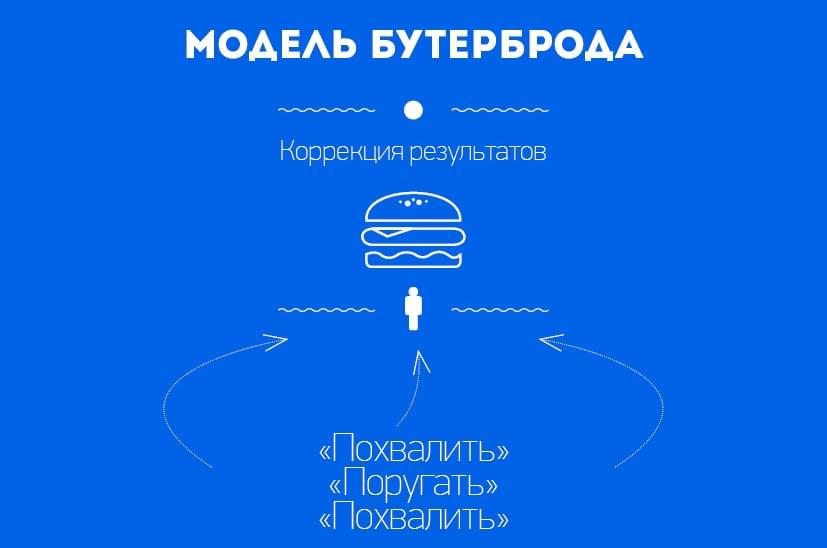 МОДЕЛЬ БУТЕРБРОДА
Коррекция результатов
«Похвалить»
«Поругать»
«Похвалить»